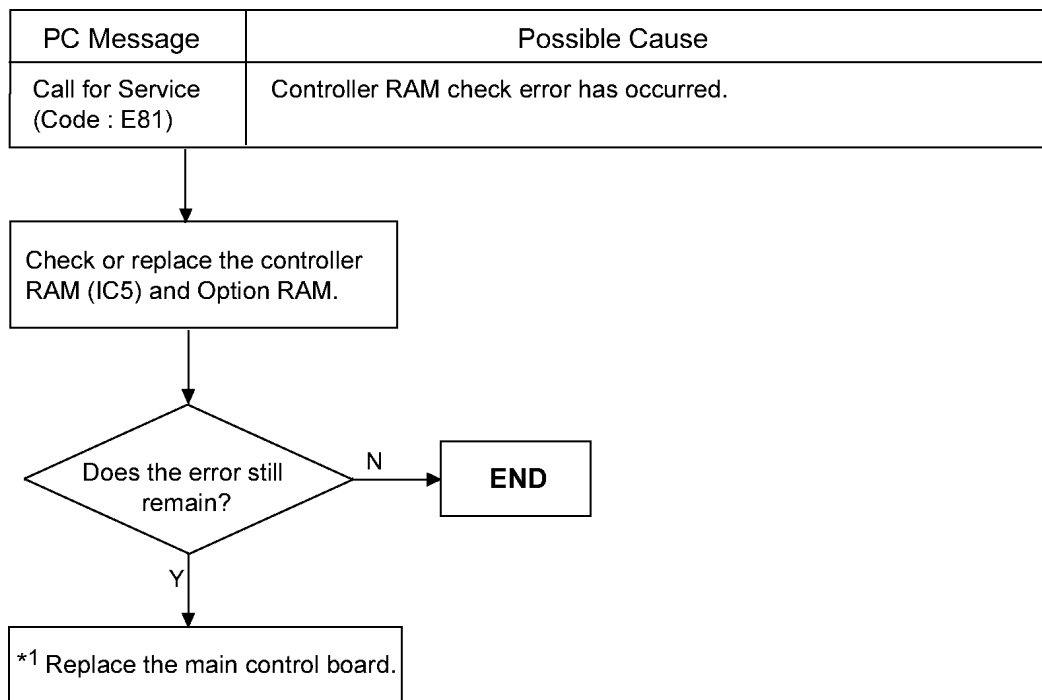 PC Message
Possible Cause
Call for Service
(Code : E81)
Controller RAM check error has occurred.
Check or replace the controller
RAM (IC5) and Option RAM.
Does the error still
remain?
N
END
Y
*1 Replace the main control board.